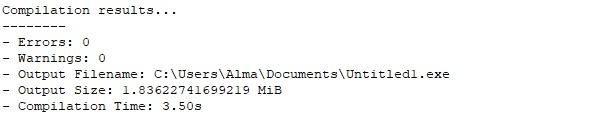 Compilation results...
--------
- Errors: 0
- Warnings: 0
- Output Filename: C:\Users\Alma\Documents\Untitled1.exe
- Output Size: 1.83622741699219 MiB
- Compilation Time: 3.50s